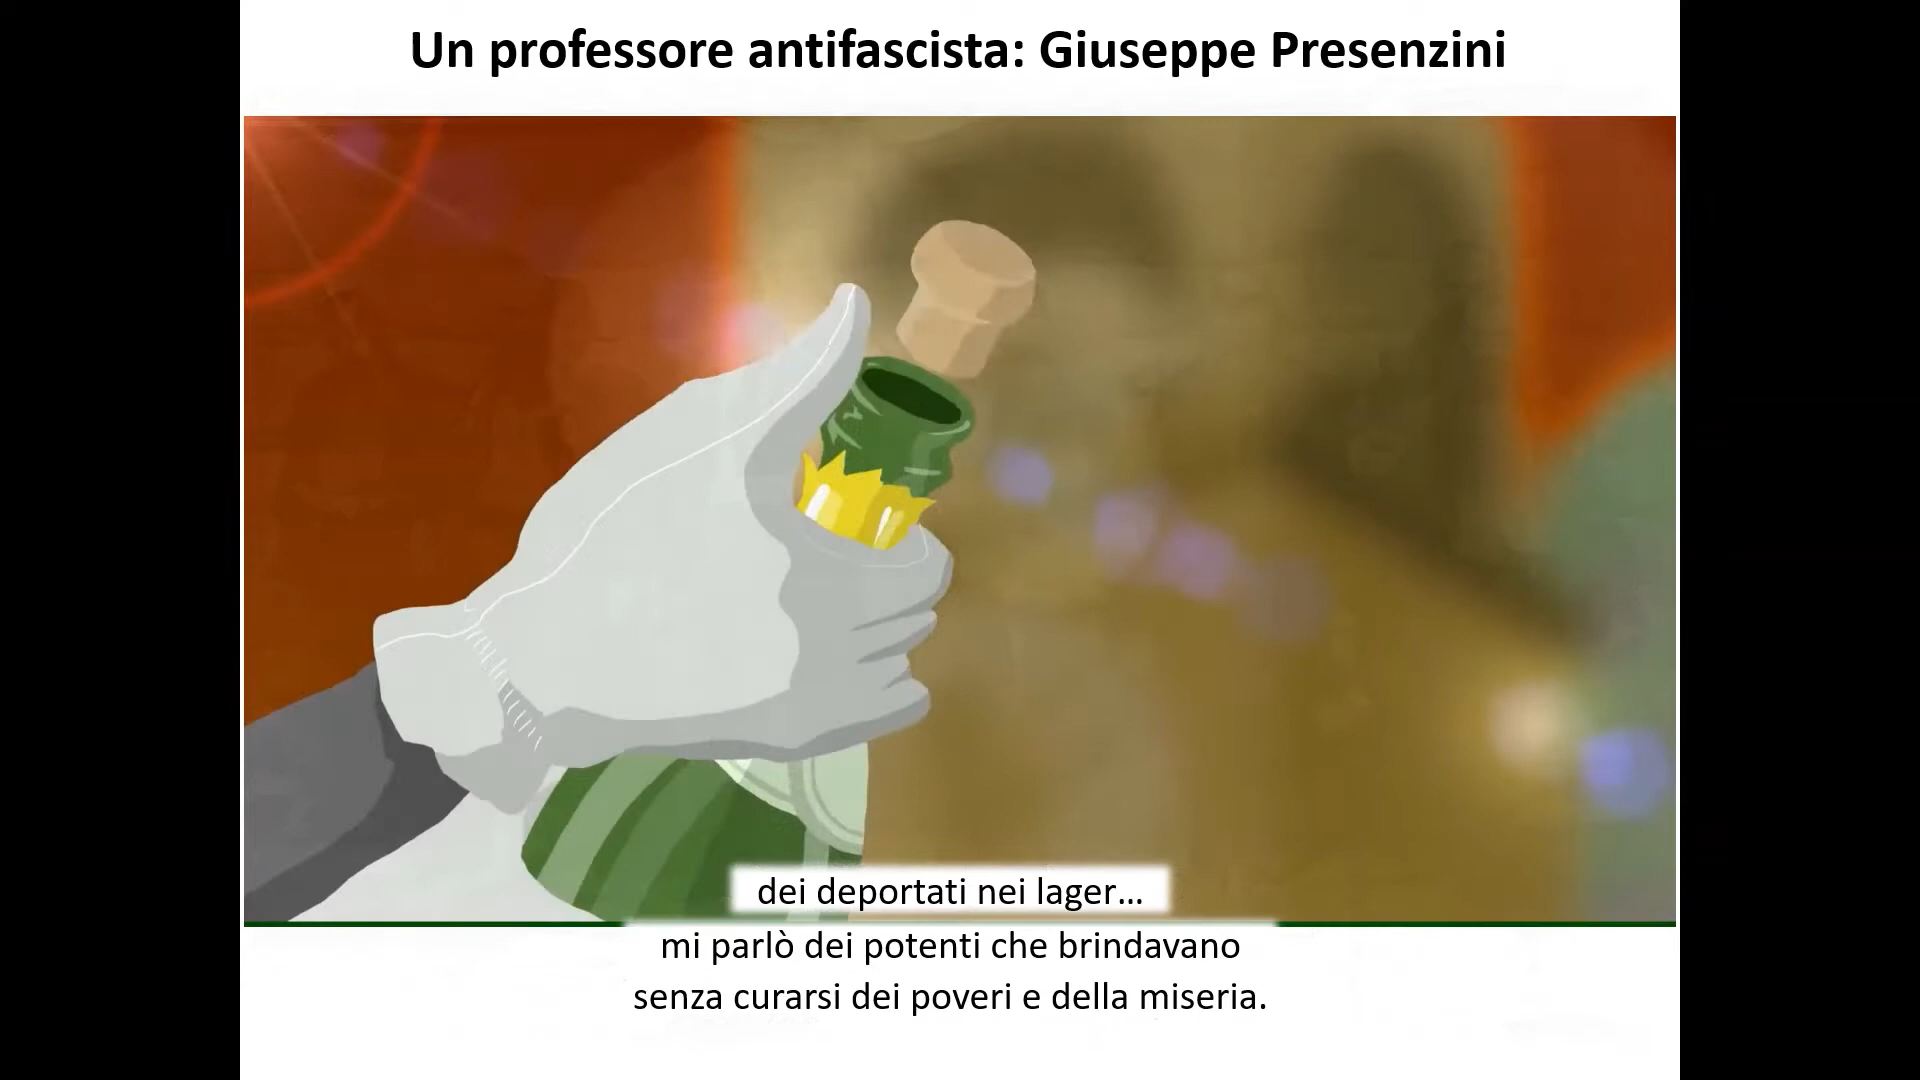 Un professore antifascista: Giuseppe Presenzini
dei deportati nei lager...
mi parlò dei potenti che brindavano
senza curarsi dei poveri e della miseria.